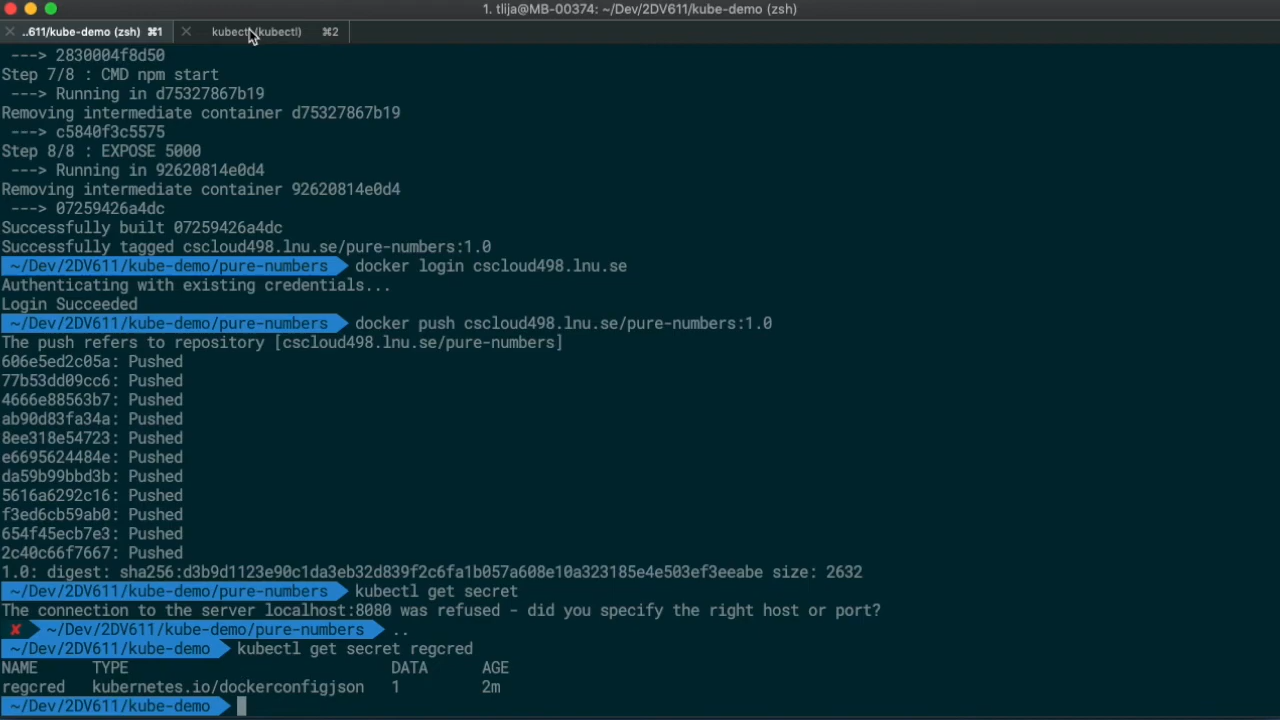 1. tlija@MB-00374: ~/Dev/2DV611/kube-demo (zsh)
..611/kube-demo (zsh) ⌘1 kubectl (kubectl) ⌘2
---> 2830004f8d50
Step 7/8 : CMD npm start
---> Running in d75327867b19
Removing intermediate container d75327867b19
---> c5840f3c5575
Step 8/8 : EXPOSE 5000
---> Running in 92620814e0d4
Removing intermediate container 92620814e0d4
---> 07259426a4dc
Successfully built 07259426a4dc
Successfully tagged cscloud498.lnu.se/pure-numbers:1.0
~/Dev/2DV611/kube-demo/pure-numbers docker login cscloud498.lnu.se
Authenticating with existing credentials...
Login Succeeded
~/Dev/2DV611/kube-demo/pure-numbers docker push cscloud498.lnu.se/pure-numbers:1.0
The push refers to repository [cscloud498.lnu.se/pure-numbers]
606e5ed2c05a: Pushed
77b53dd09cc6: Pushed
4666e88563b7: Pushed
ab90d83fa34a: Pushed
8ee318e54723: Pushed
e6695624484e: Pushed
da59b99bbd3b: Pushed
5616a6292c16: Pushed
f3ed6cb59ab0: Pushed
654f45ecb7e3: Pushed
2c40c66f7667: Pushed
1.0: digest: sha256:d3b9d1123e90c1da3eb32d839f2c6fa1b057a608e10a323185e4e503ef3eeabe size: 2632
~/Dev/2DV611/kube-demo/pure-numbers kubectl get secret
The connection to the server localhost:8080 was refused - did you specify the right host or port?
✘ ~/Dev/2DV611/kube-demo/pure-numbers ..
~/Dev/2DV611/kube-demo kubectl get secret regcred
NAME TYPE DATA AGE
regcred kubernetes.io/dockerconfigjson 1 2m
~/Dev/2DV611/kube-demo